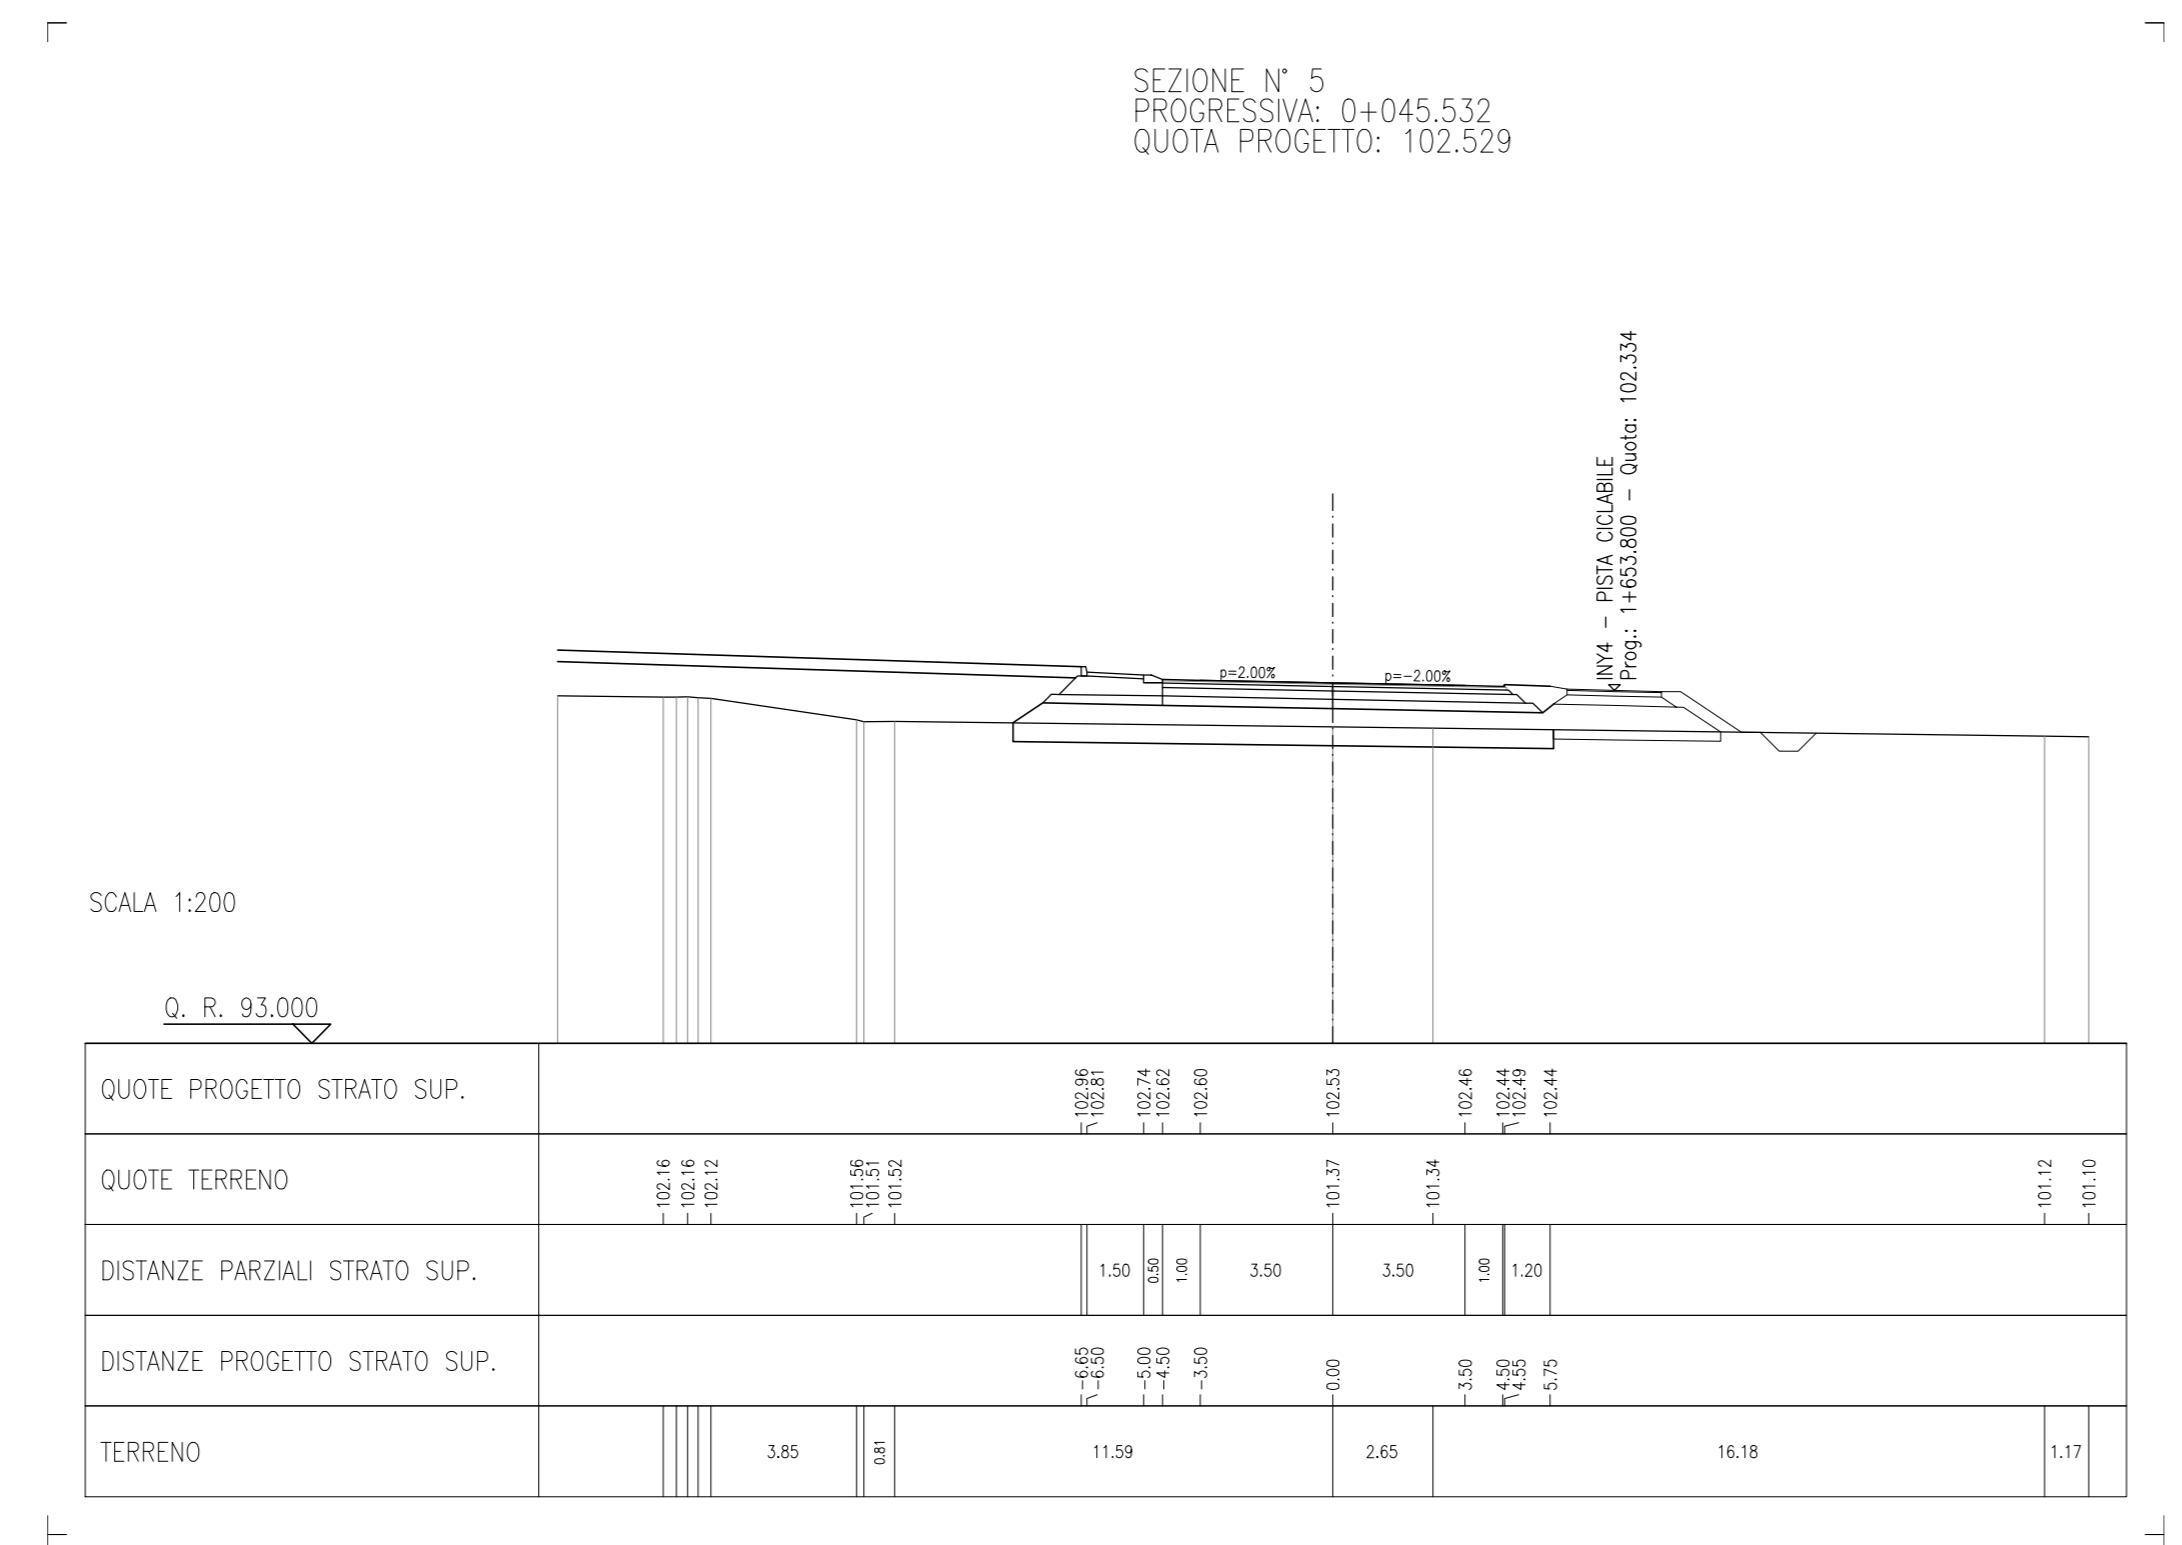 SEZIONE N° 5
PROGRESSIVA: 0+045.532
QUOTA PROGETTO: 102.529
INY4 - PISTA CICLABILE
Prog.: 1+653.800 - Quota: 102.334
p=2.00%
p=-2.00%
SCALA 1:200
Q. R. 93.000
QUOTE PROGETTO STRATO SUP.
102.96 102.81 102.74 102.62 102.60 102.53 102.46 102.44 102.49 102.44
QUOTE TERRENO
102.16 102.16 102.12 101.56 101.51 101.52 101.37 101.34 101.12 101.10
DISTANZE PARZIALI STRATO SUP.
1.50 0.50 1.00 3.50 3.50 1.00 1.20
DISTANZE PROGETTO STRATO SUP.
-6.65 -6.50 -5.00 -4.50 -3.50 0.00 3.50 4.50 4.55 5.75
TERRENO
3.85 0.81 11.59 2.65 16.18 1.17